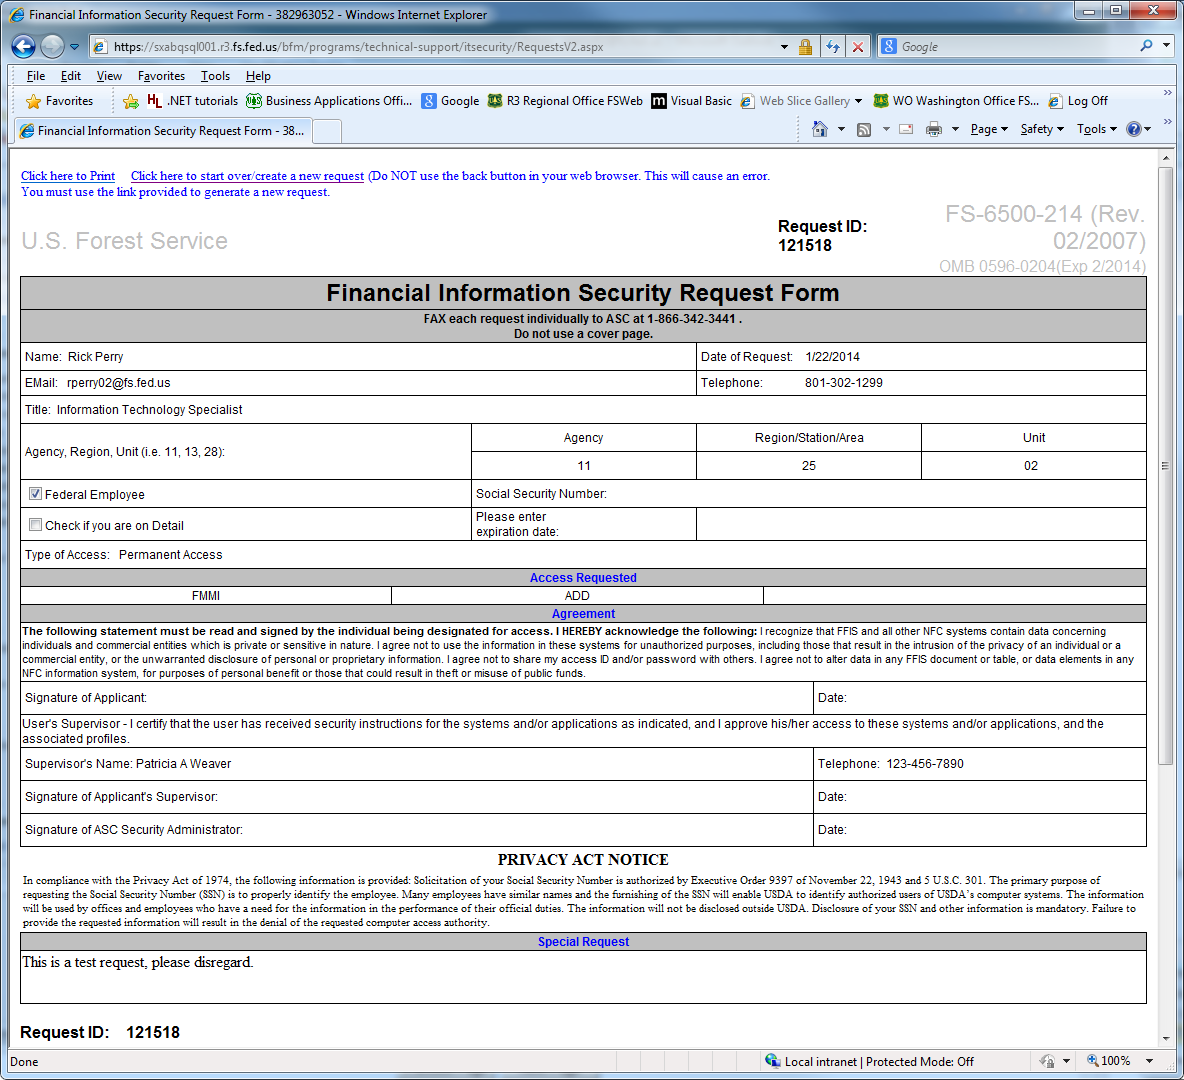 Financial Information Security Request Form - 382963052 - Windows Internet Explorer
https://sxabqsql001.r3.fs.fed.us/bfm/programs/technical-support/itsecurity/RequestsV2.aspx
Google
File Edit View Favorites Tools Help
Favorites HL .NET tutorials Business Applications Offi... Google R3 Regional Office FSWeb m Visual Basic Web Slice Gallery WO Washington Office FS... Log Off
Financial Information Security Request Form - 38...
Page Safety Tools
Click here to Print Click here to start over/create a new request (Do NOT use the back button in your web browser. This will cause an error.
You must use the link provided to generate a new request.
U.S. Forest Service
Request ID:
121518
FS-6500-214 (Rev.
02/2007)
OMB 0596-0204(Exp 2/2014)
Financial Information Security Request Form
FAX each request individually to ASC at 1-866-342-3441 .
Do not use a cover page.
Name: Rick Perry Date of Request: 1/22/2014
EMail: rperry02@fs.fed.us Telephone: 801-302-1299
Title: Information Technology Specialist
Agency, Region, Unit (i.e. 11, 13, 28):
Agency Region/Station/Area Unit
11 25 02
Federal Employee Social Security Number:
Check if you are on Detail
Please enter
expiration date:
Type of Access: Permanent Access
Access Requested
FMMI ADD
Agreement
The following statement must be read and signed by the individual being designated for access. I HEREBY acknowledge the following: I recognize that FFIS and all other NFC systems contain data concerning
individuals and commercial entities which is private or sensitive in nature. I agree not to use the information in these systems for unauthorized purposes, including those that result in the intrusion of the privacy of an individual or a
commercial entity, or the unwarranted disclosure of personal or proprietary information. I agree not to share my access ID and/or password with others. I agree not to alter data in any FFIS document or table, or data elements in any
NFC information system, for purposes of personal benefit or those that could result in theft or misuse of public funds.
Signature of Applicant: Date:
User's Supervisor - I certify that the user has received security instructions for the systems and/or applications as indicated, and I approve his/her access to these systems and/or applications, and the
associated profiles.
Supervisor's Name: Patricia A Weaver Telephone: 123-456-7890
Signature of Applicant's Supervisor: Date:
Signature of ASC Security Administrator: Date:
PRIVACY ACT NOTICE
In compliance with the Privacy Act of 1974, the following information is provided: Solicitation of your Social Security Number is authorized by Executive Order 9397 of November 22, 1943 and 5 U.S.C. 301. The primary purpose of
requesting the Social Security Number (SSN) is to properly identify the employee. Many employees have similar names and the furnishing of the SSN will enable USDA to identify authorized users of USDA's computer systems. The information
will be used by offices and employees who have a need for the information in the performance of their official duties. The information will not be disclosed outside USDA. Disclosure of your SSN and other information is mandatory. Failure to
provide the requested information will result in the denial of the requested computer access authority.
Special Request
This is a test request, please disregard.
Request ID: 121518
Done Local intranet | Protected Mode: Off 100%